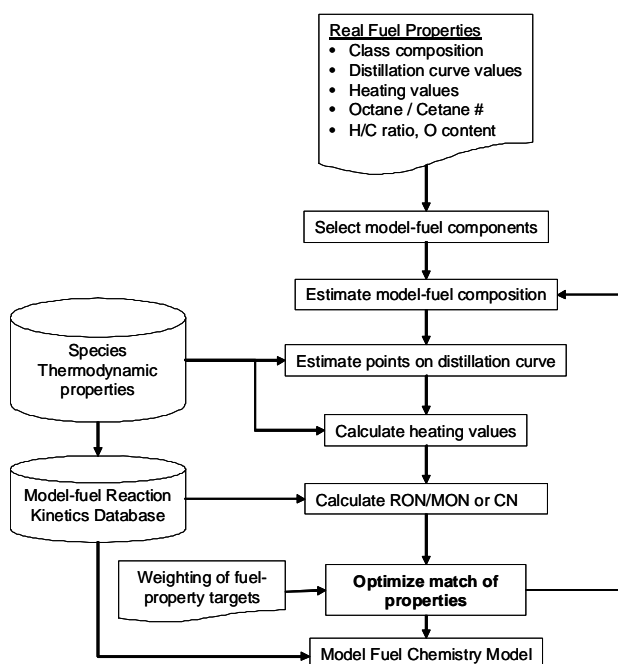 Real Fuel Properties
• Class composition
• Distillation curve values
• Heating values
• Octane / Cetane #
• H/C ratio, O content
Select model-fuel components
Estimate model-fuel composition
Species
Thermodynamic
properties
Estimate points on distillation curve
Calculate heating values
Model-fuel Reaction
Kinetics Database
Calculate RON/MON or CN
Weighting of fuel-
property targets
Optimize match of
properties
Model Fuel Chemistry Model